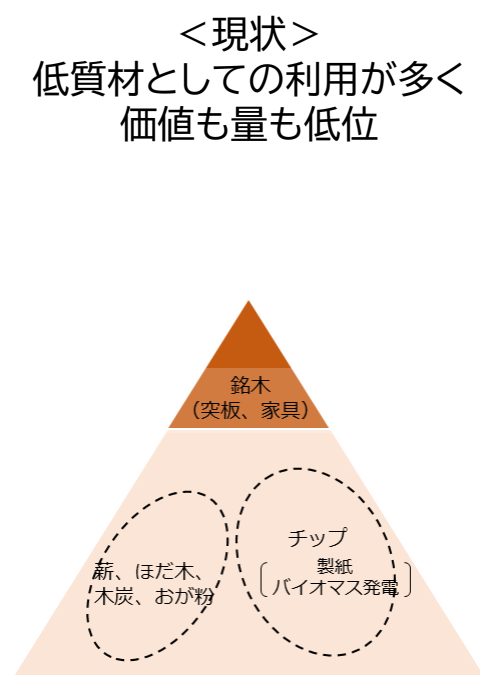 ＜現状＞
低質材としての利用が多く
価値も量も低位
銘木
（突板、家具）
薪、ほだ木、
木炭、おが粉
チップ
製紙
バイオマス発電